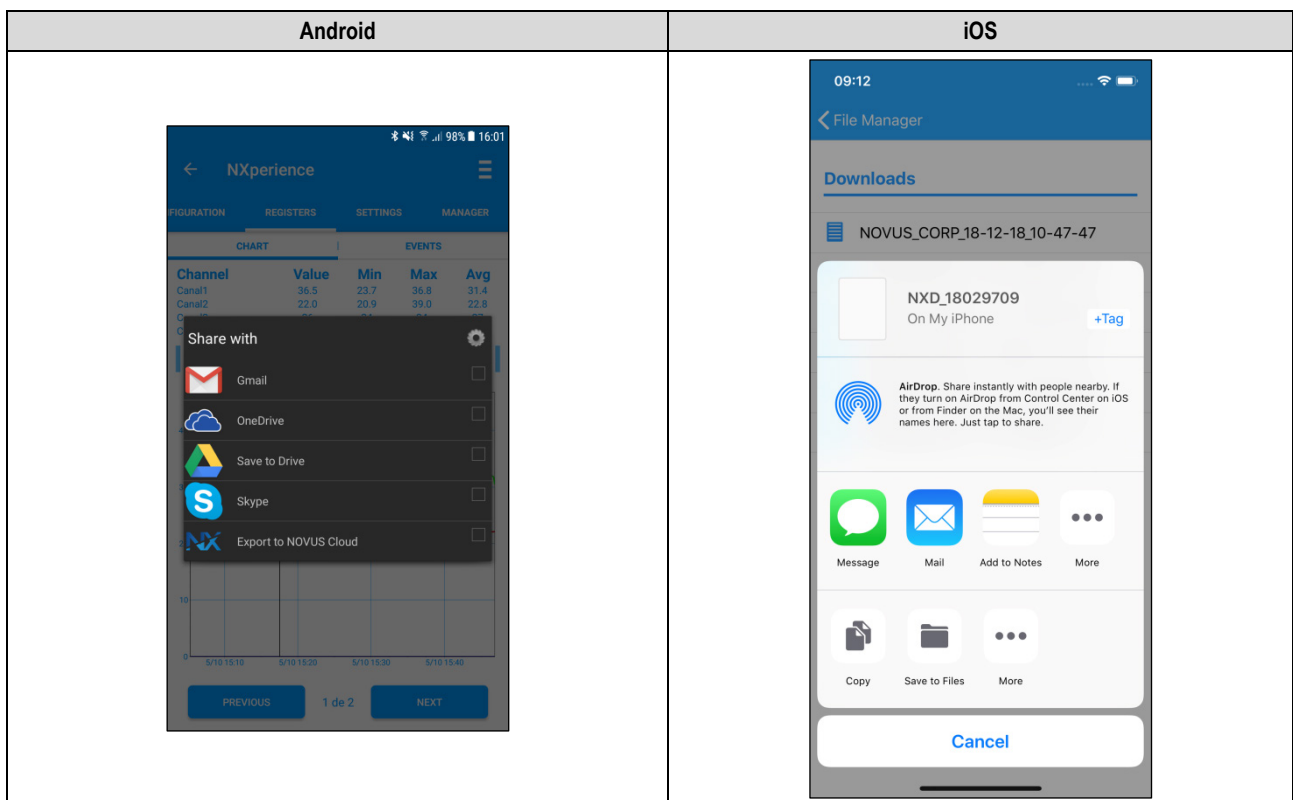 Android
iOS
98% 16:01
NXperience
FIGURATION REGISTERS SETTINGS MANAGER
CHART | EVENTS
Channel Value Min Max Avg
Canal1 36.5 23.7 36.8 31.4
Canal2 22.0 20.9 39.0 22.8
Share with
Gmail
OneDrive
Save to Drive
Skype
Export to NOVUS Cloud
10
0
5/10 15:10 5/10 15:20 5/10 15:30 5/10 15:40
PREVIOUS 1 de 2 NEXT
09:12
File Manager
Downloads
NOVUS_CORP_18-12-18_10-47-47
NXD_18029709
On My iPhone
+Tag
AirDrop. Share instantly with people nearby. If
they turn on AirDrop from Control Center on iOS
or from Finder on the Mac, you’ll see their
names here. Just tap to share.
Message Mail Add to Notes More
Copy Save to Files More
Cancel